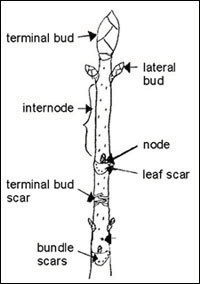 terminal bud
lateral
bud
internode
node
leaf scar
terminal bud
scar
bundle
scars